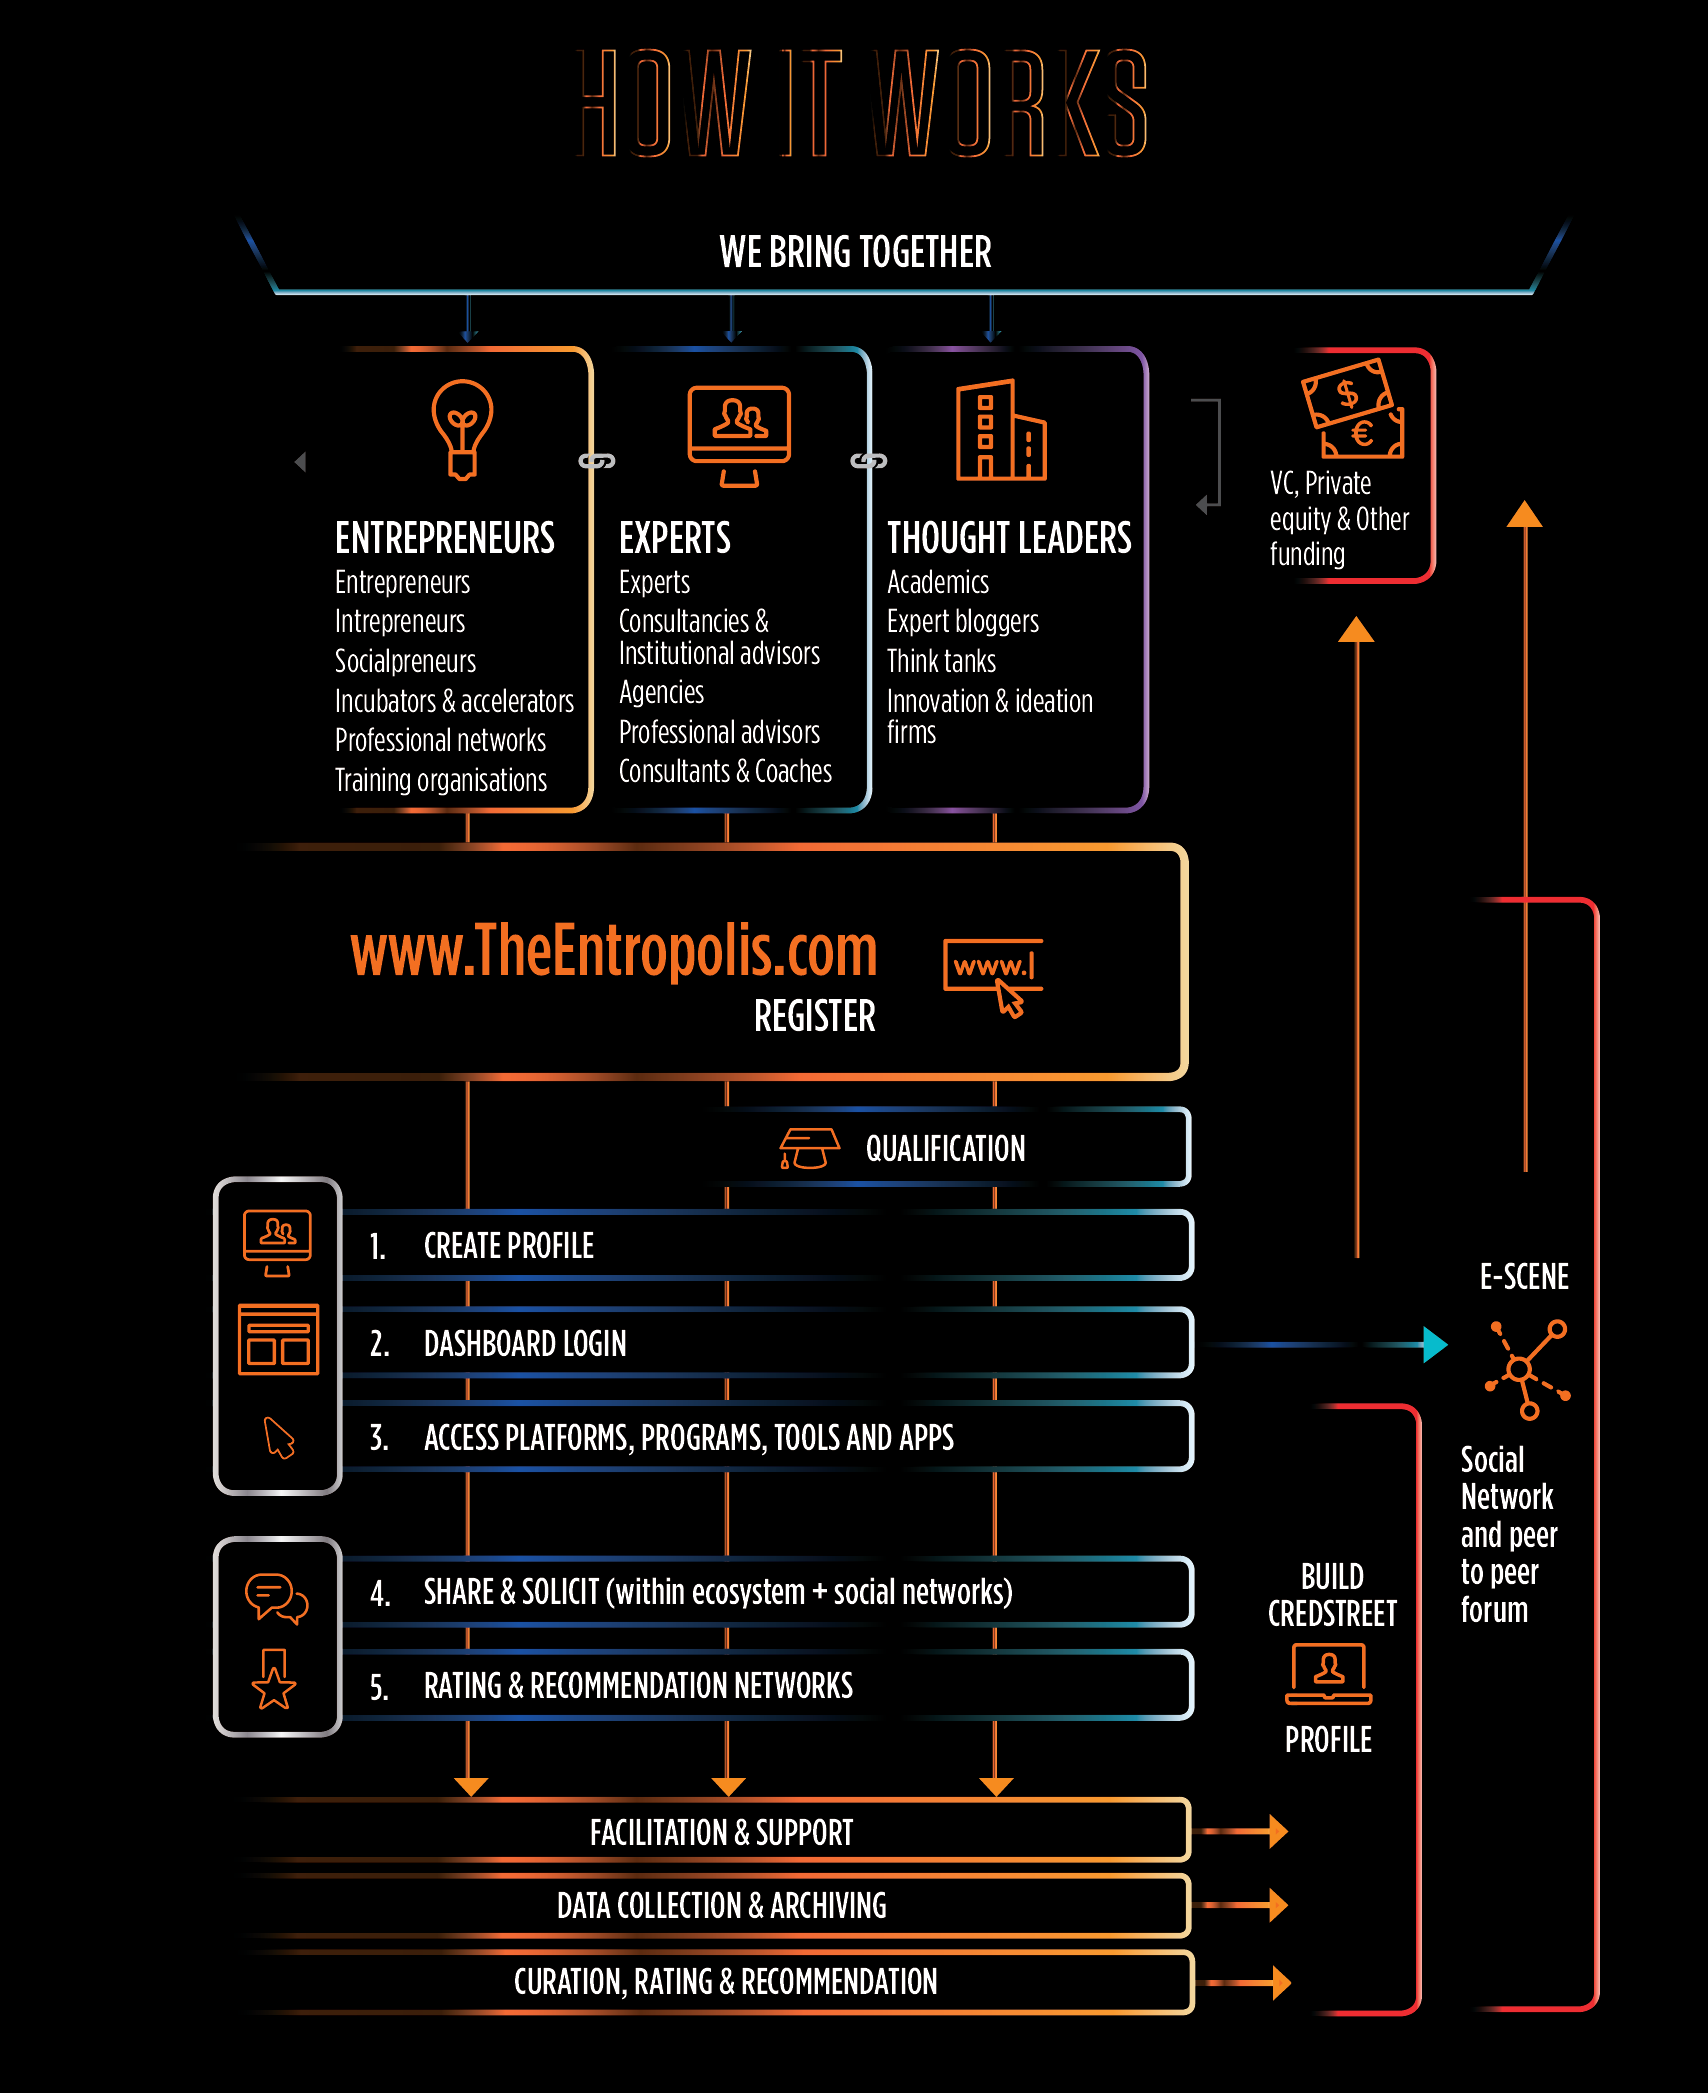 HOW IT WORKS
WE BRING TOGETHER
ENTREPRENEURS
Entrepreneurs
Intrepreneurs
Socialpreneurs
Incubators & accelerators
Professional networks
Training organisations
EXPERTS
Experts
Consultancies &
Institutional advisors
Agencies
Professional advisors
Consultants & Coaches
THOUGHT LEADERS
Academics
Expert bloggers
Think tanks
Innovation & ideation
firms
$
€
VC, Private
equity & Other
funding
www.TheEntropolis.com
REGISTER
www.
QUALIFICATION
1. CREATE PROFILE
2. DASHBOARD LOGIN
3. ACCESS PLATFORMS, PROGRAMS, TOOLS AND APPS
4. SHARE & SOLICIT (within ecosystem + social networks)
5. RATING & RECOMMENDATION NETWORKS
FACILITATION & SUPPORT
DATA COLLECTION & ARCHIVING
CURATION, RATING & RECOMMENDATION
BUILD
CREDSTREET
PROFILE
E-SCENE
Social
Network
and peer
to peer
forum